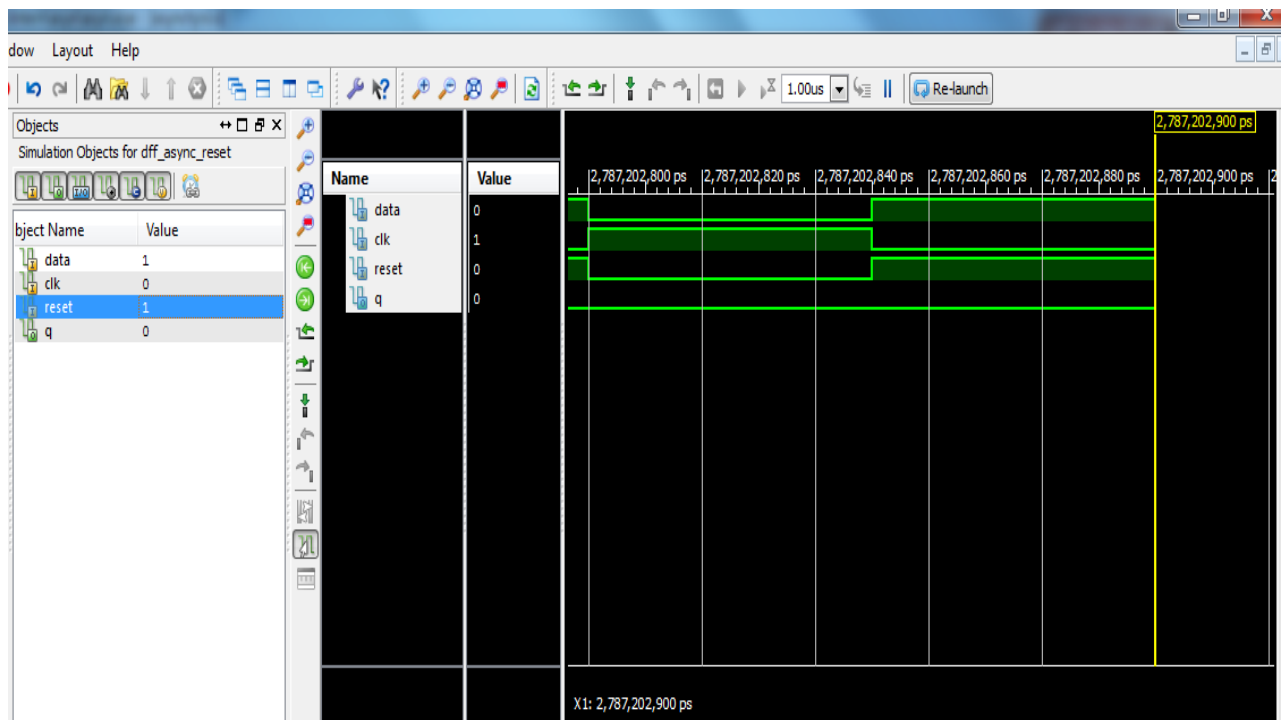 dow Layout Help
1.00us Re-launch
Objects
Simulation Objects for dff_async_reset
bject Name Value
data 1
clk 0
reset 1
q 0
Name Value
data 0
clk 1
reset 0
q 0
2,787,202,900 ps
2,787,202,800 ps 2,787,202,820 ps 2,787,202,840 ps 2,787,202,860 ps 2,787,202,880 ps 2,787,202,900 ps 2
X1: 2,787,202,900 ps